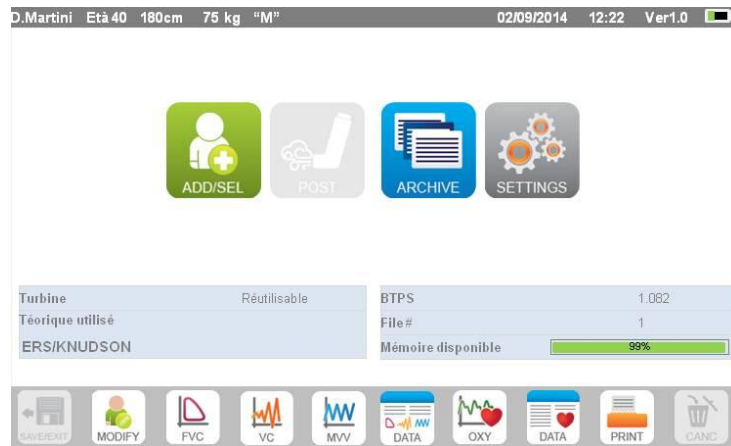 D.Martini Età 40 180cm 75 kg “M” 02/09/2014 12:22 Ver1.0
ADD/SEL POST ARCHIVE SETTINGS
Turbine Réutilisable
Téorique utilisé
ERS/KNUDSON
BTPS 1.082
File# 1
Mémoire disponible 99%
SAVE/EXIT MODIFY FVC VC MVV DATA OXY DATA PRINT CANC